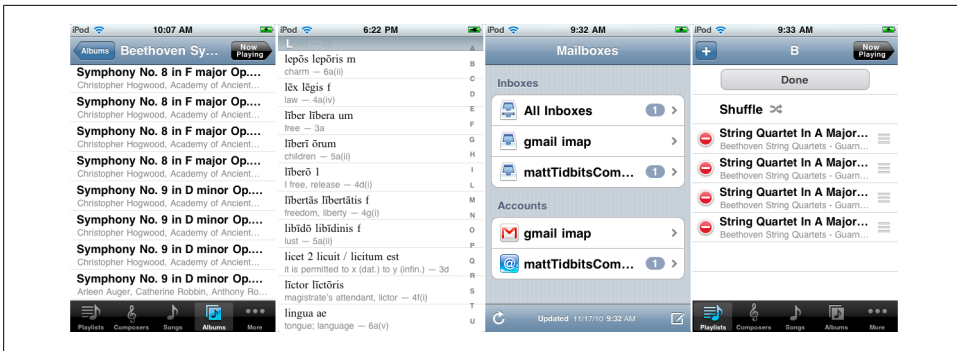 iPod 10:07 AM
Albums Beethoven Sy... Now Playing
Symphony No. 8 in F major Op....
Christopher Hogwood, Academy of Ancient...
Symphony No. 8 in F major Op....
Christopher Hogwood, Academy of Ancient...
Symphony No. 8 in F major Op....
Christopher Hogwood, Academy of Ancient...
Symphony No. 8 in F major Op....
Christopher Hogwood, Academy of Ancient...
Symphony No. 9 in D minor Op....
Christopher Hogwood, Academy of Ancient...
Symphony No. 9 in D minor Op....
Christopher Hogwood, Academy of Ancient...
Symphony No. 9 in D minor Op....
Christopher Hogwood, Academy of Ancient...
Symphony No. 9 in D minor Op....
Arleen Auger, Catherine Robbin, Anthony Ro...
Playlists Composers Songs Albums More
iPod 6:22 PM
L
lepōs lepōris m
charm — 6a(ii)
lēx lēgis f
law — 4a(iv)
līber lībera um
free — 3a
līberī ōrum
children — 5a(ii)
līberō 1
I free, release — 4d(i)
lībertās lībertātis f
freedom, liberty — 4g(i)
libīdō libīdinis f
lust — 5a(ii)
licet 2 licuit / licitum est
it is permitted to x (dat.) to y (infin.) — 3d
līctor līctōris
magistrate's attendant, lictor — 4f(i)
lingua ae
tongue; language — 6a(v)
A
B
C
D
E
F
G
H
I
L
M
N
O
P
Q
R
S
T
U
iPod 9:32 AM
Mailboxes
Inboxes
All Inboxes 1
gmail imap
mattTidbitsCom... 1
Accounts
gmail imap
mattTidbitsCom... 1
Updated 11/17/10 9:32 AM
iPod 9:33 AM
+ B Now Playing
Done
Shuffle
String Quartet In A Major...
Beethoven String Quartets - Guarn...
String Quartet In A Major...
Beethoven String Quartets - Guarn...
String Quartet In A Major...
Beethoven String Quartets - Guarn...
String Quartet In A Major...
Beethoven String Quartets - Guarn...
Playlists Composers Songs Albums More